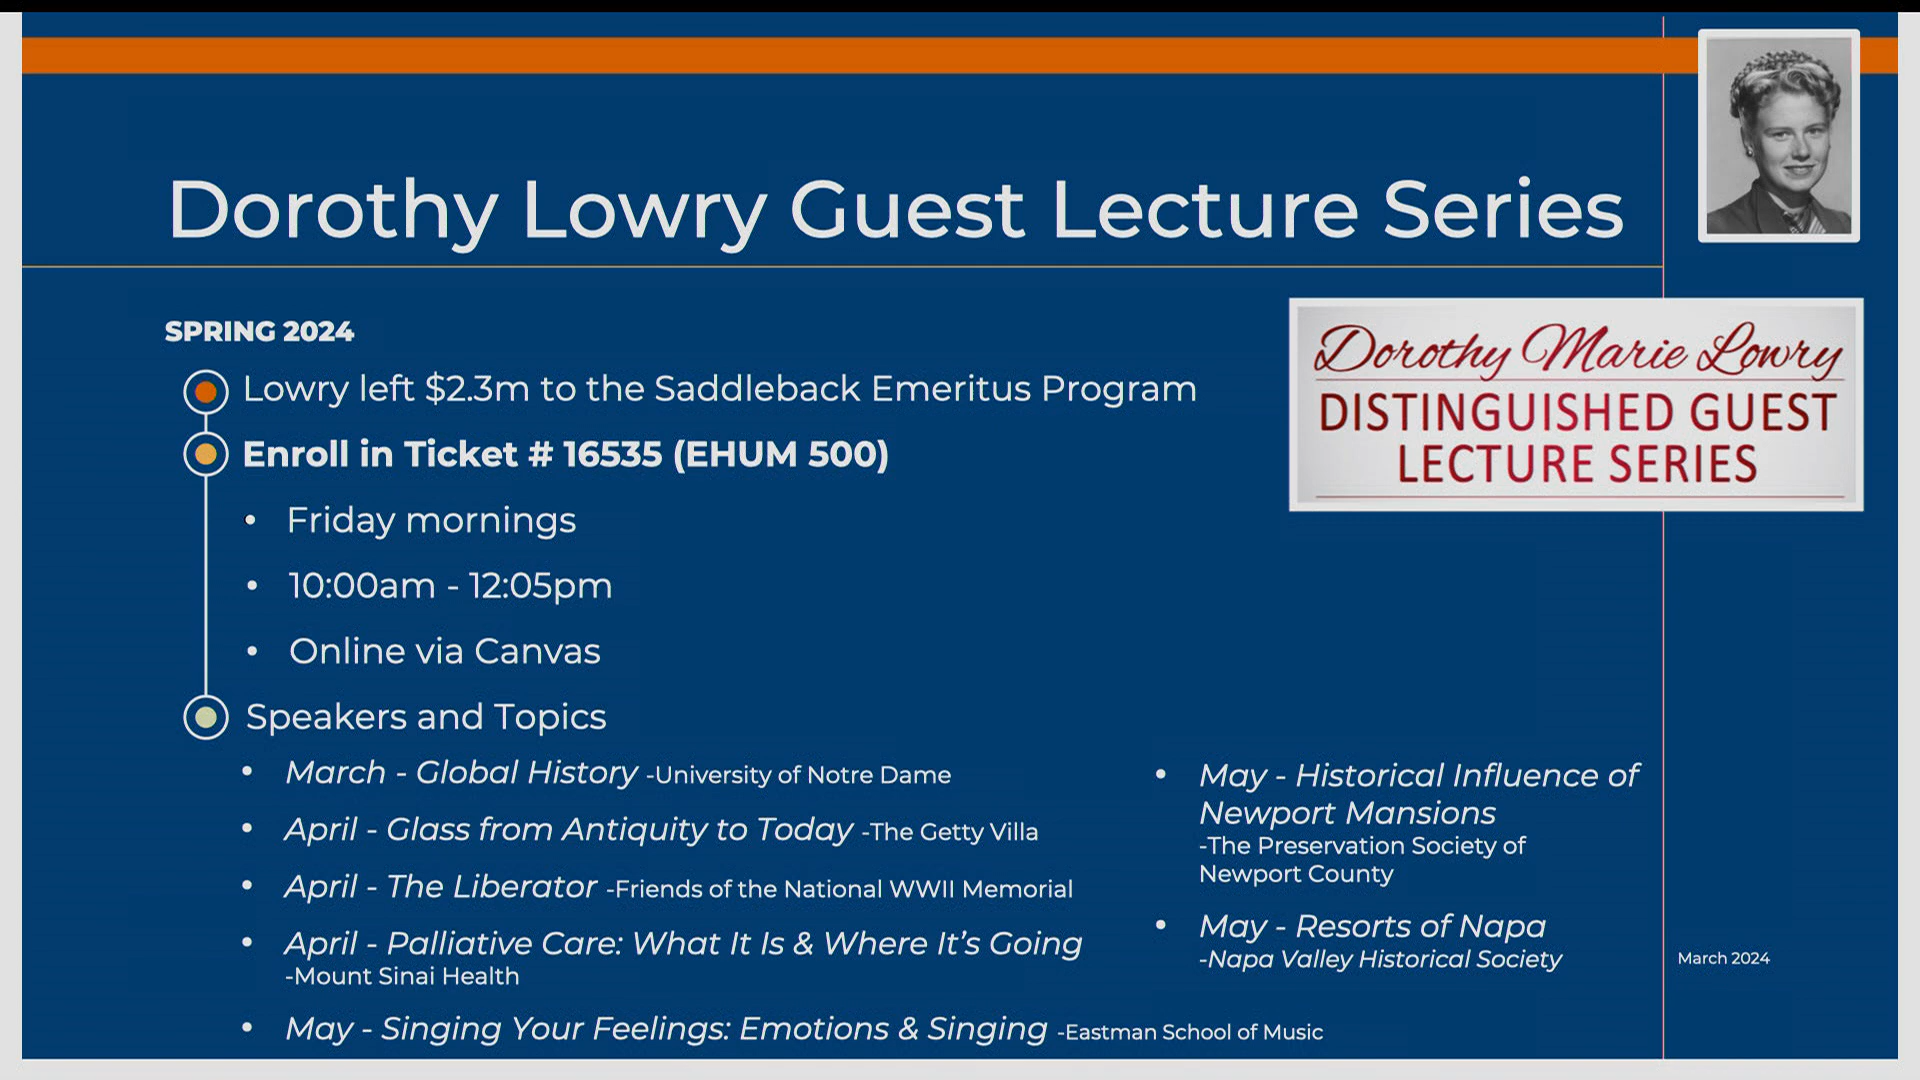 Dorothy Lowry Guest Lecture Series
SPRING 2024
Lowry left $2.3m to the Saddleback Emeritus Program
Enroll in Ticket # 16535 (EHUM 500)
• Friday mornings
• 10:00am - 12:05pm
• Online via Canvas
Speakers and Topics
• March - Global History -University of Notre Dame
• April - Glass from Antiquity to Today -The Getty Villa
• April - The Liberator -Friends of the National WWII Memorial
• April - Palliative Care: What It Is & Where It's Going
-Mount Sinai Health
• May - Singing Your Feelings: Emotions & Singing -Eastman School of Music
• May - Historical Influence of
Newport Mansions
-The Preservation Society of
Newport County
• May - Resorts of Napa
-Napa Valley Historical Society
Dorothy Marie Lowry
DISTINGUISHED GUEST
LECTURE SERIES
March 2024